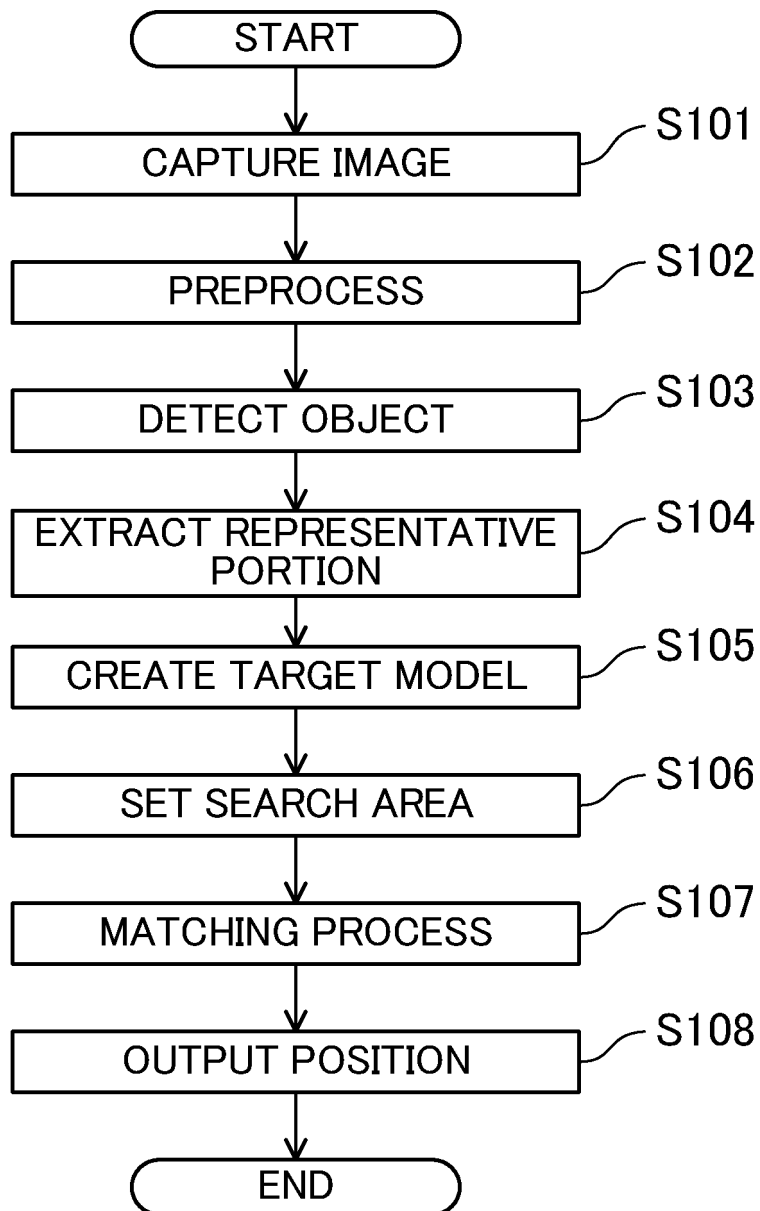 START
S101
CAPTURE IMAGE
S102
PREPROCESS
S103
DETECT OBJECT
S104
EXTRACT REPRESENTATIVE
PORTION
S105
CREATE TARGET MODEL
S106
SET SEARCH AREA
S107
MATCHING PROCESS
S108
OUTPUT POSITION
END